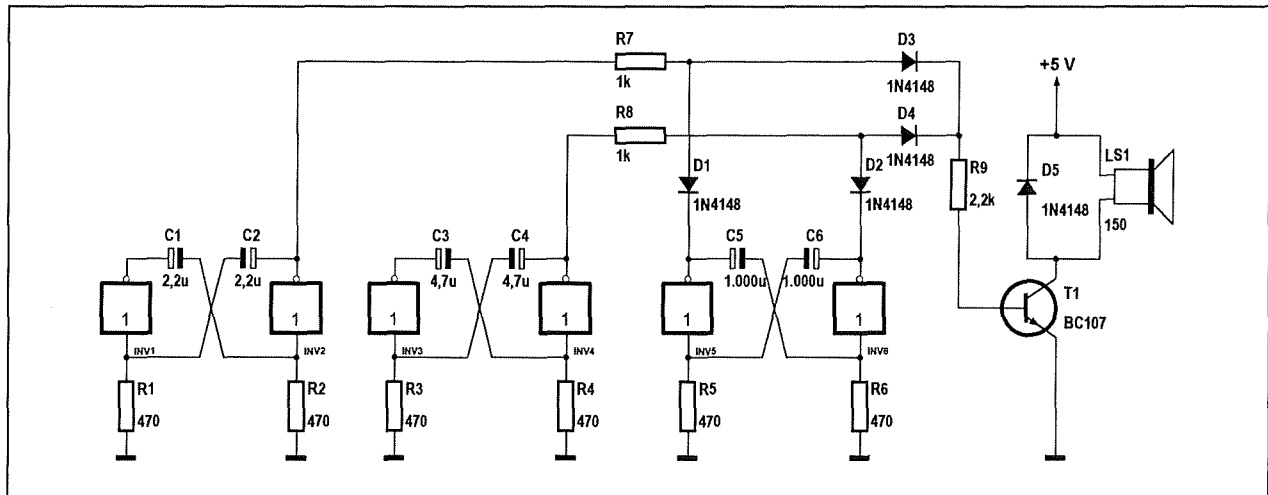 R7
1k
D3
1N4148
+5 V
R8
1k
D4
1N4148
D1
1N4148
D2
1N4148
R9
2,2k
D5
1N4148
LS1
150
C1
2,2u
C2
2,2u
C3
4,7u
C4
4,7u
C5
1.000u
C6
1.000u
1
INV1
1
INV2
1
INV3
1
INV4
1
INV5
1
INV6
T1
BC107
R1
470
R2
470
R3
470
R4
470
R5
470
R6
470